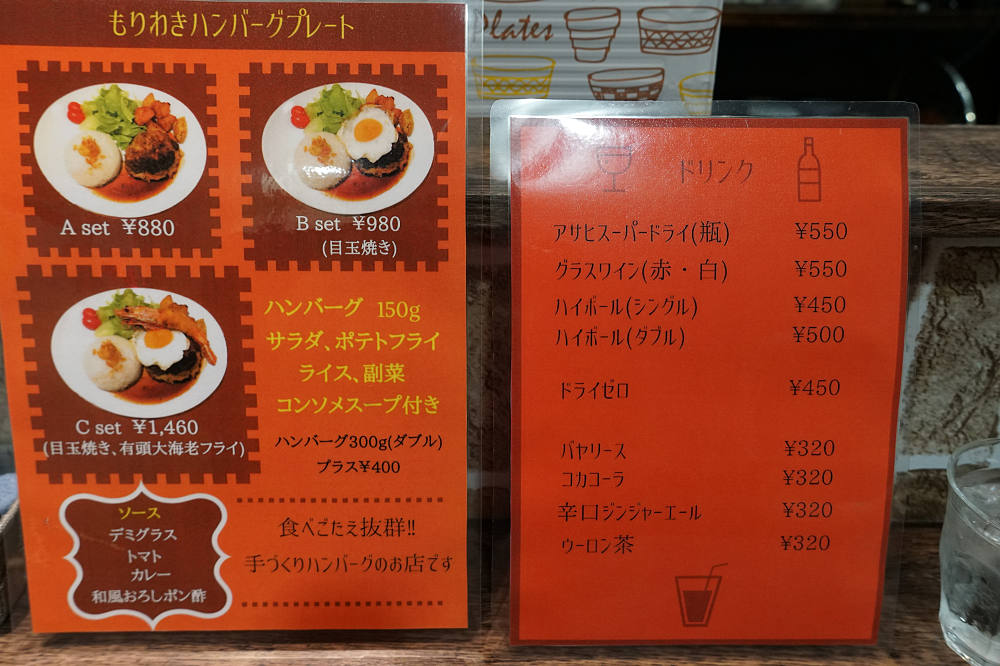 もりわきハンバーグプレート
A set ¥880
B set ¥980
(目玉焼き)
C set ¥1,460
(目玉焼き、有頭大海老フライ)
ハンバーグ 150g
サラダ、ポテトフライ
ライス、副菜
コンソメスープ付き
ハンバーグ300g(ダブル)
プラス¥400
ソース
デミグラス
トマト
カレー
和風おろしポン酢
食べごたえ抜群!!
手づくりハンバーグのお店です
Plates
ドリンク
アサヒスーパードライ(瓶) ¥550
グラスワイン(赤・白) ¥550
ハイボール(シングル) ¥450
ハイボール(ダブル) ¥500
ドライゼロ ¥450
バヤリース ¥320
コカコーラ ¥320
辛口ジンジャーエール ¥320
ウーロン茶 ¥320